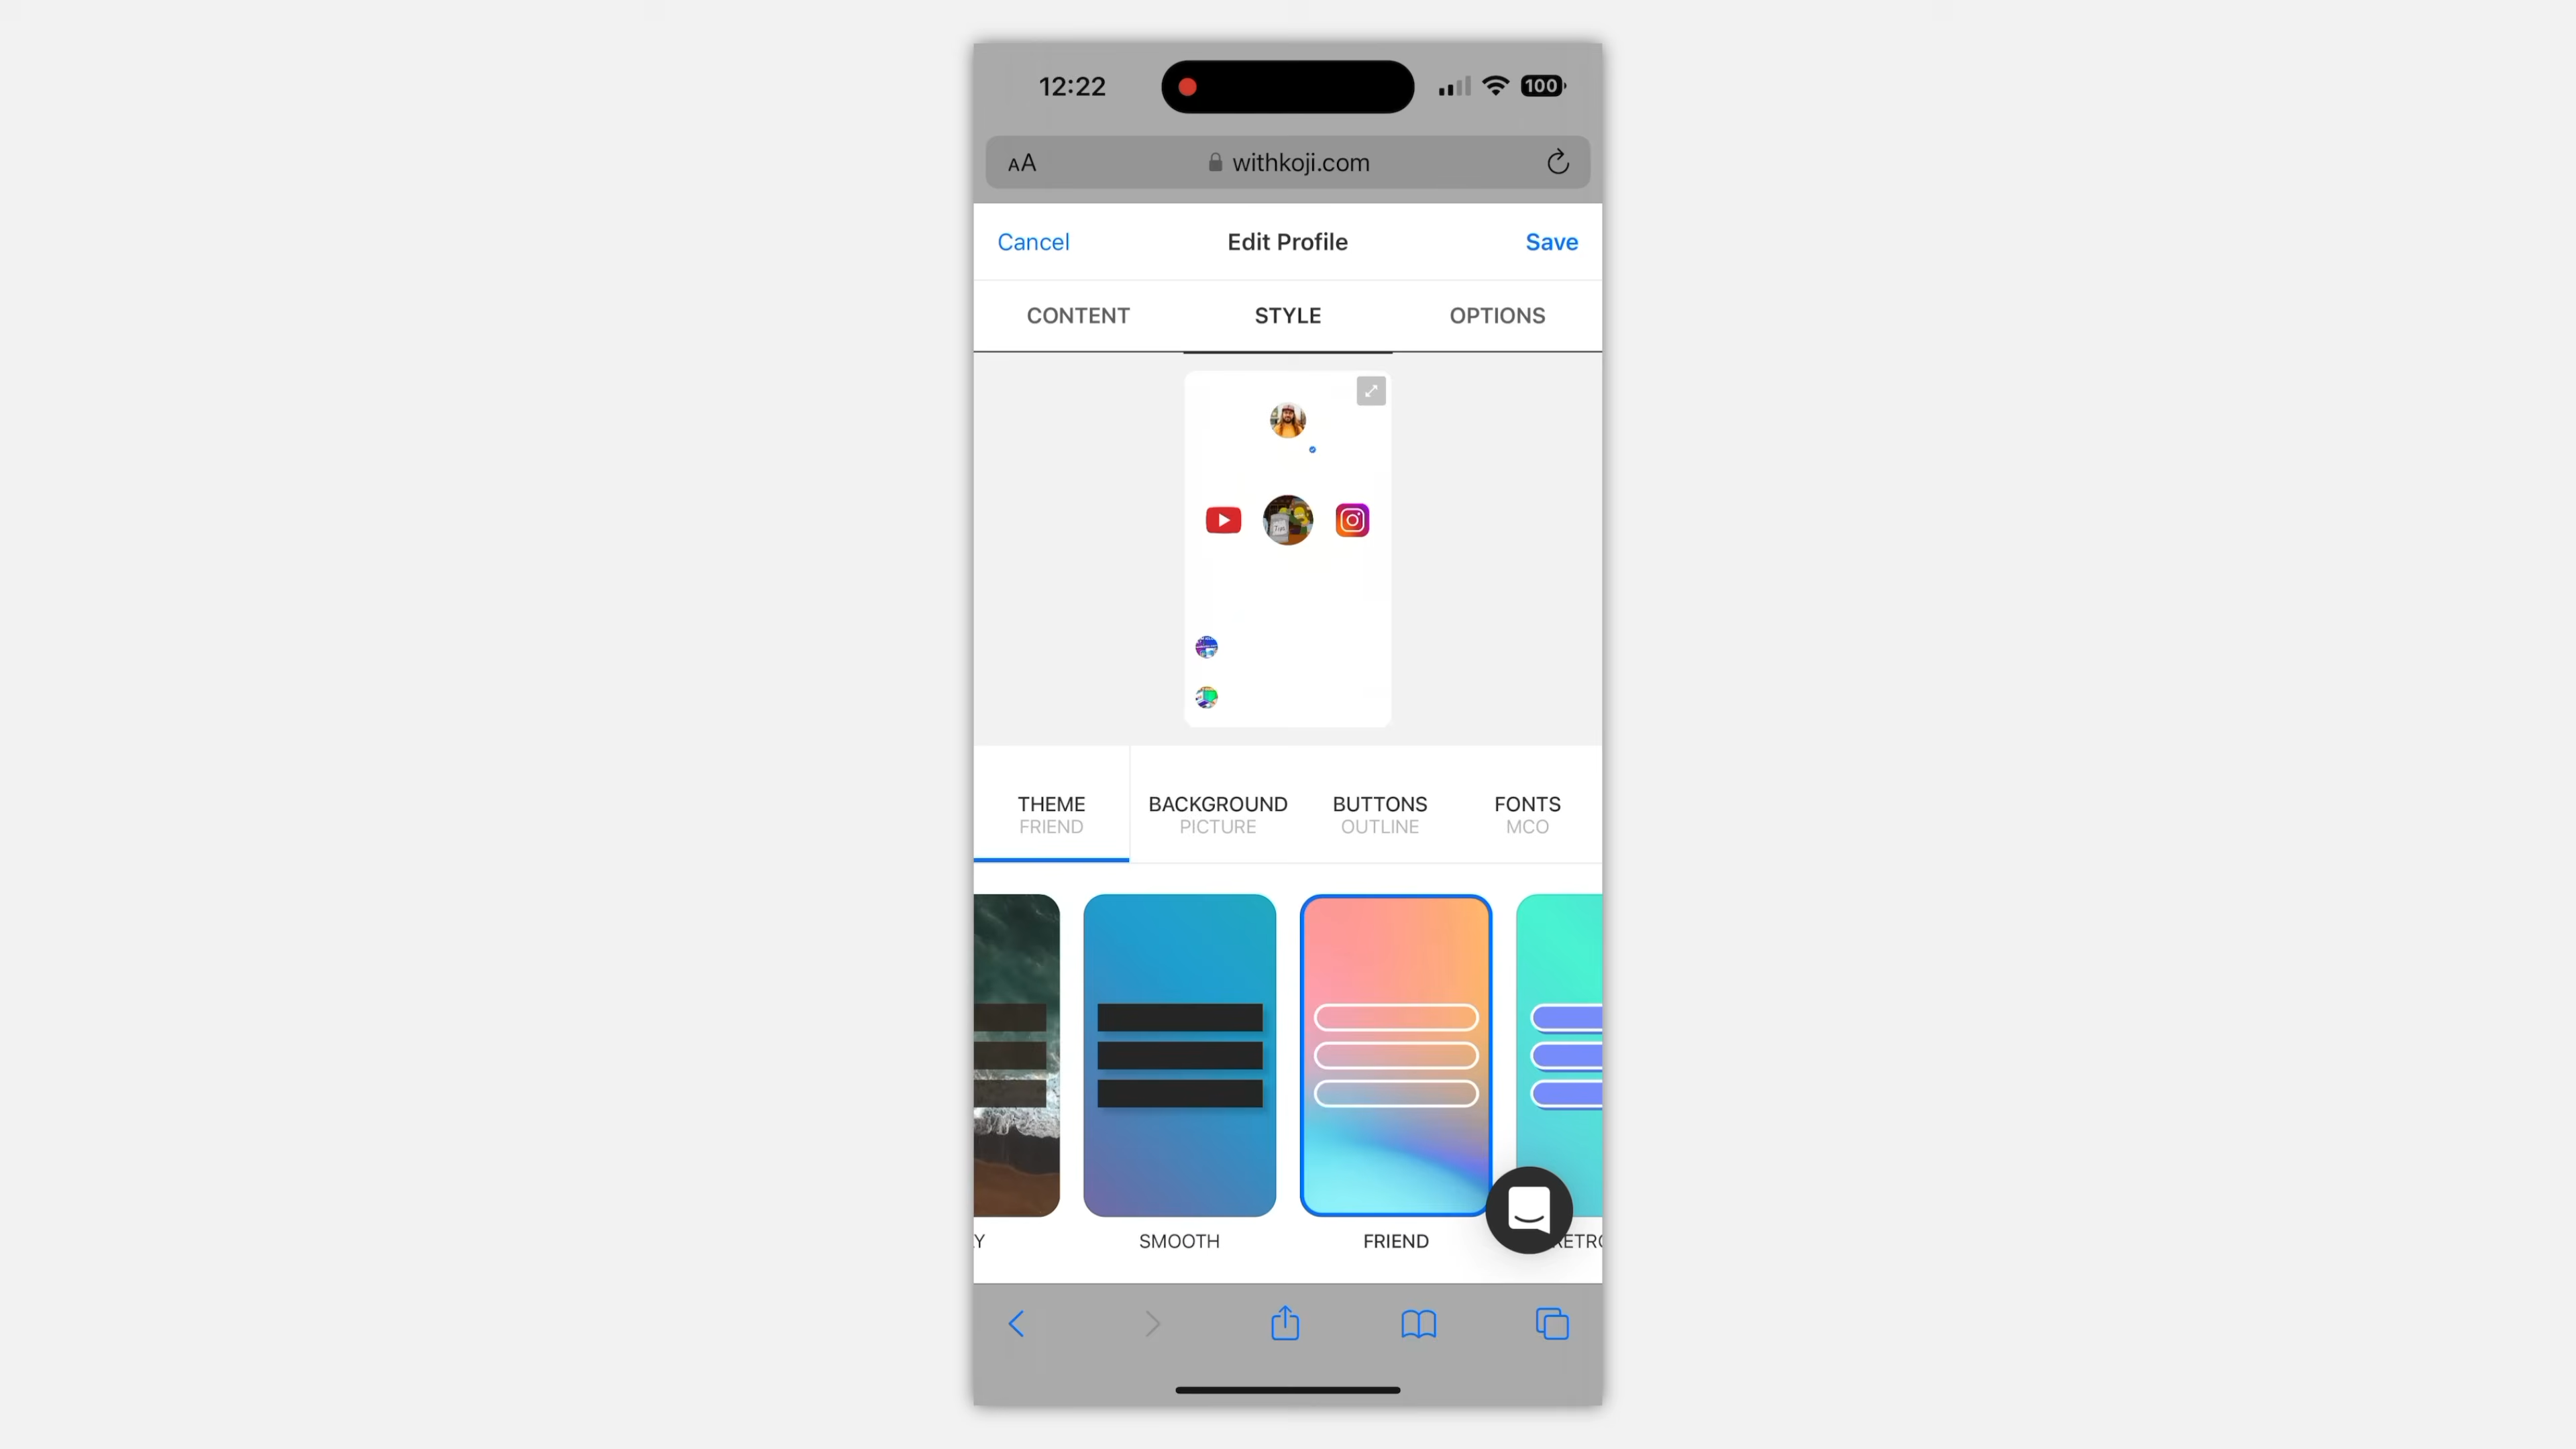 12:22
100
AA
withkoji.com
Cancel
Edit Profile
Save
CONTENT
STYLE
OPTIONS
THEME
FRIEND
BACKGROUND
PICTURE
BUTTONS
OUTLINE
FONTS
MCO
Y
SMOOTH
FRIEND
ETRO